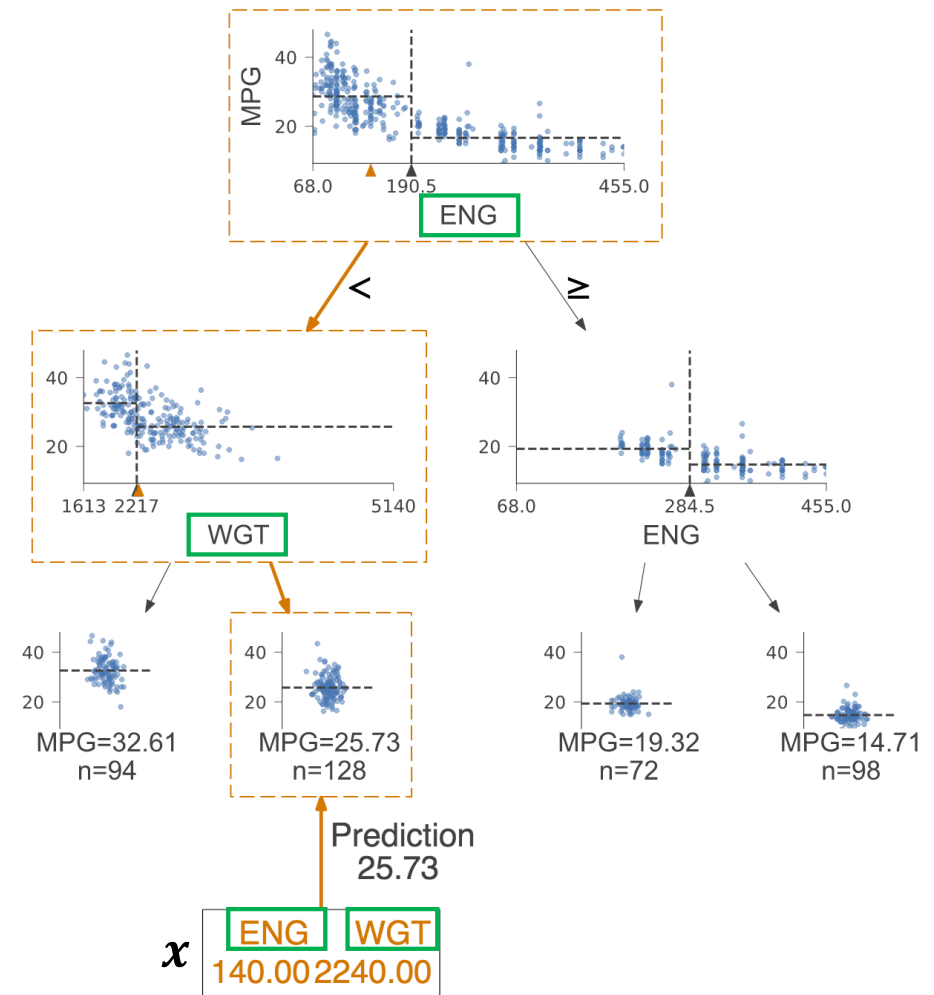 MPG
40
20
68.0 190.5 455.0
ENG
< ≥
40
20
1613 2217 5140
WGT
40
20
68.0 284.5 455.0
ENG
40
20
MPG=32.61
n=94
40
20
MPG=25.73
n=128
40
20
MPG=19.32
n=72
40
20
MPG=14.71
n=98
Prediction
25.73
ENG WGT
x 140.00 2240.00